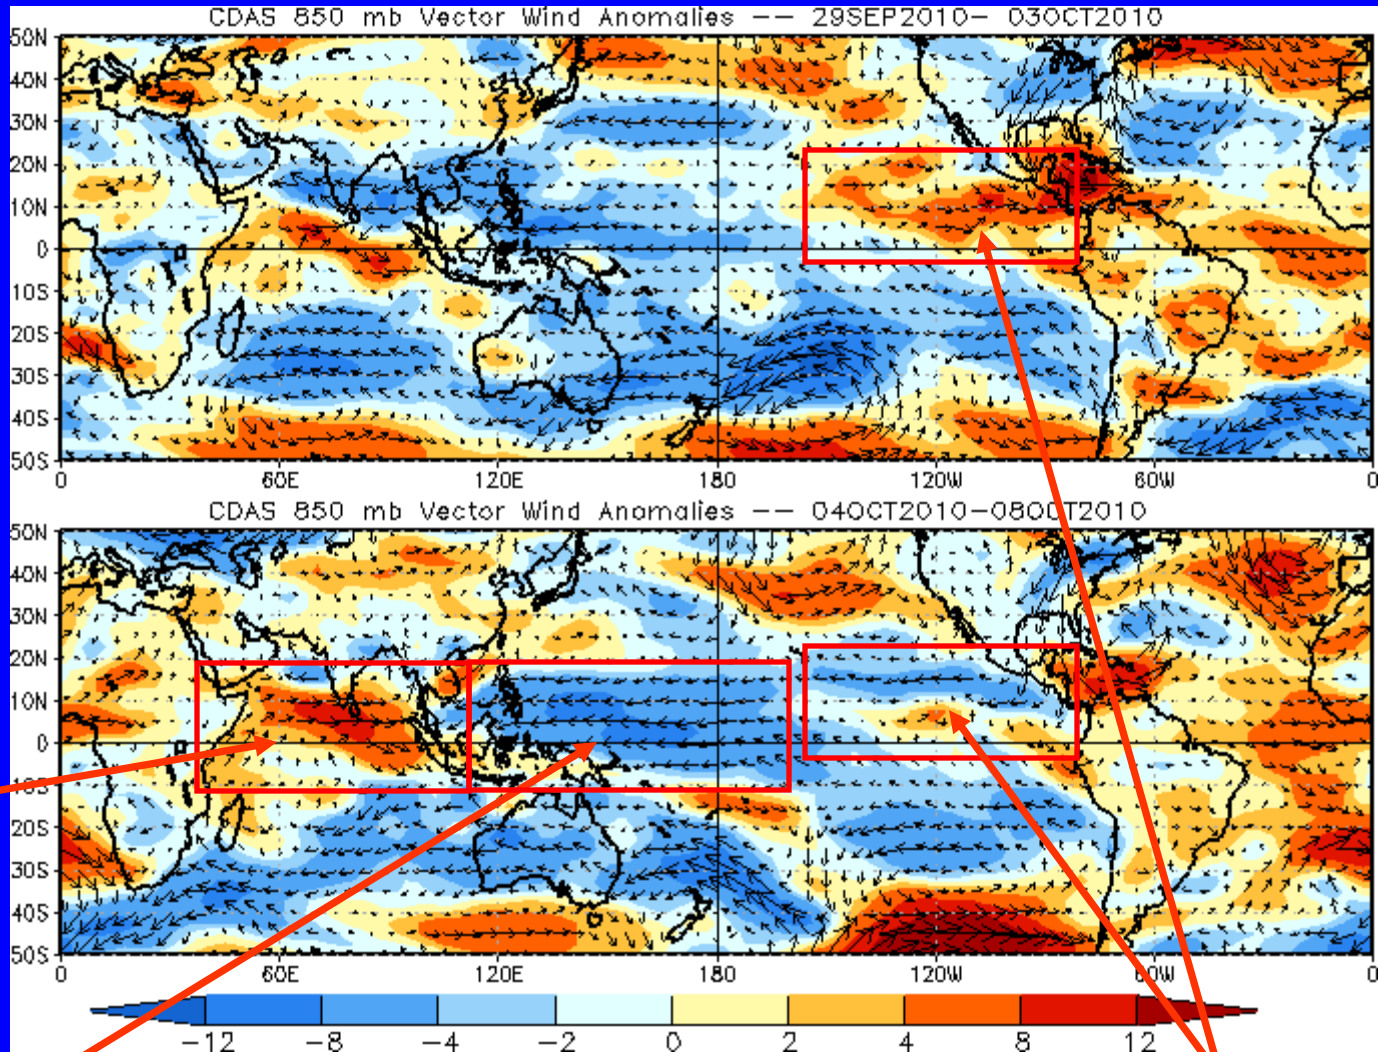 CDAS 850 mb Vector Wind Anomalies -- 29SEP2010- 03OCT2010
50N
40N
30N
20N
10N
0
10S
20S
30S
40S
50S
0 60E 120E 180 120W 60W 0
CDAS 850 mb Vector Wind Anomalies -- 04OCT2010-08OCT2010
50N
40N
30N
20N
10N
0
10S
20S
30S
40S
50S
0 60E 120E 180 120W 60W 0
-12 -8 -4 -2 0 2 4 8 12